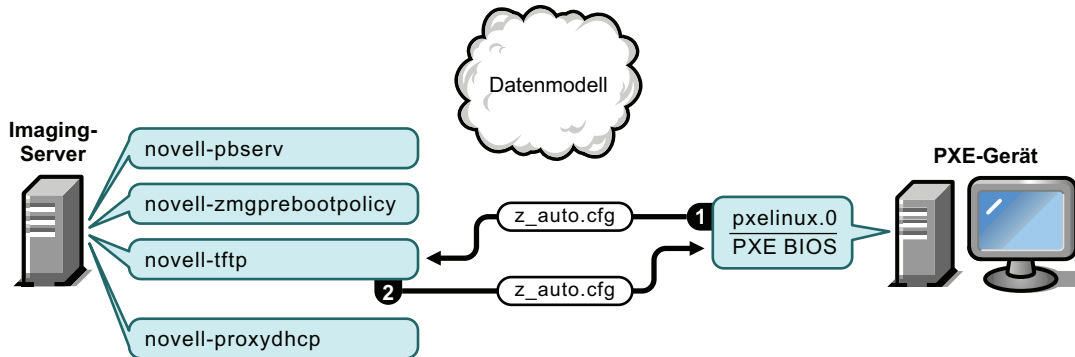 Datenmodell
Imaging-
Server
novell-pbserv
PXE-Gerät
novell-zmgprebootpolicy
z_auto.cfg
1
pxelinux.0
PXE BIOS
novell-tftp
2
z_auto.cfg
novell-proxydhcp